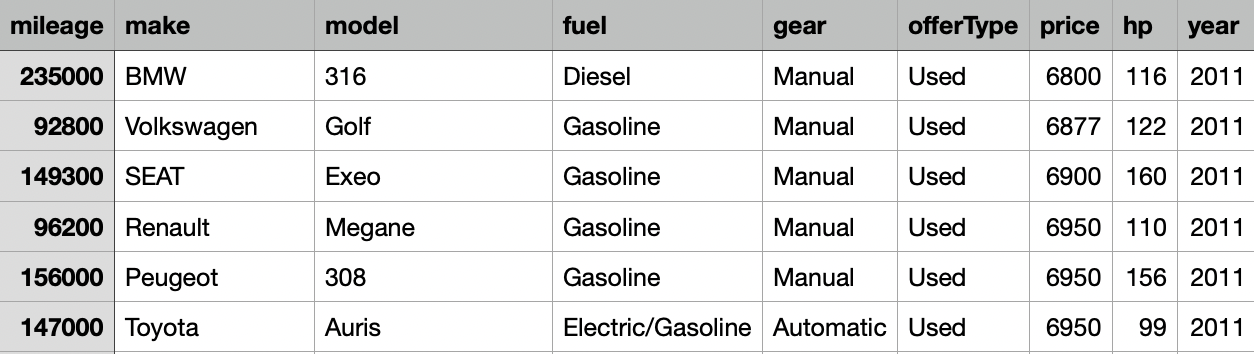 mileage make model fuel gear offerType price hp year
235000 BMW 316 Diesel Manual Used 6800 116 2011
92800 Volkswagen Golf Gasoline Manual Used 6877 122 2011
149300 SEAT Exeo Gasoline Manual Used 6900 160 2011
96200 Renault Megane Gasoline Manual Used 6950 110 2011
156000 Peugeot 308 Gasoline Manual Used 6950 156 2011
147000 Toyota Auris Electric/Gasoline Automatic Used 6950 99 2011